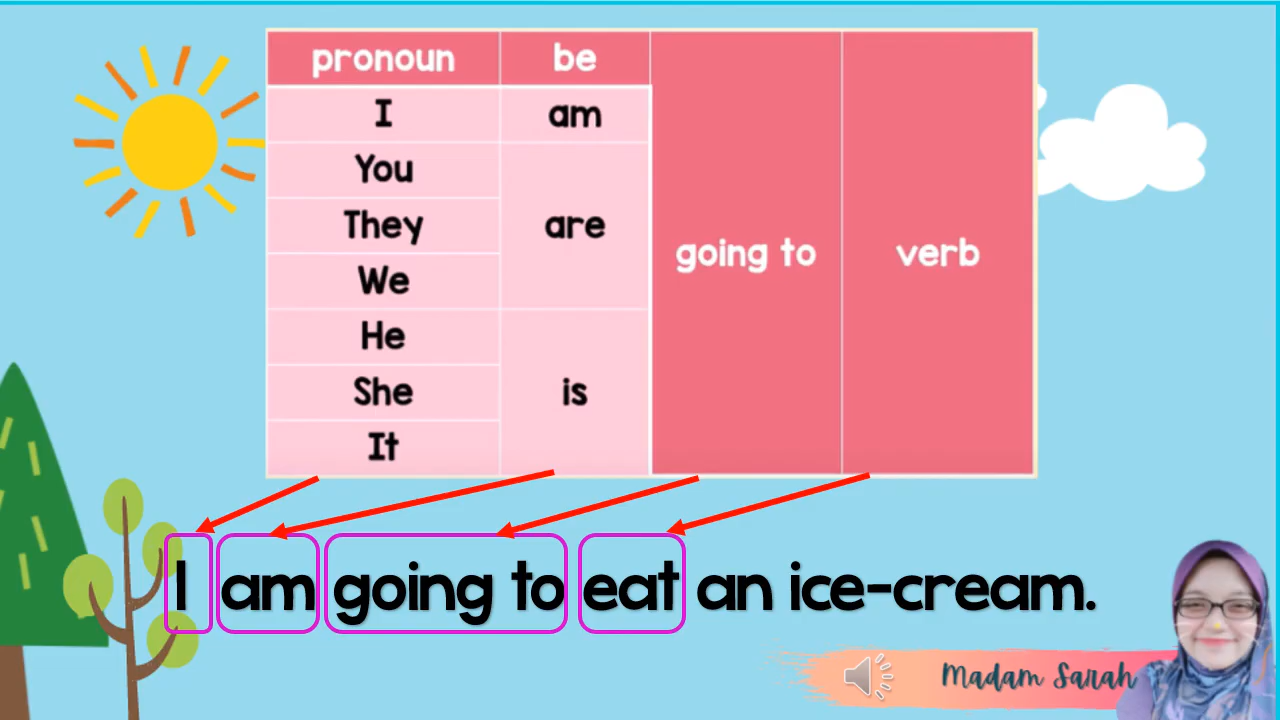 pronoun be
I am
You
They are
We
going to verb
He
She is
It
I am going to eat an ice-cream.
Madam Sarah